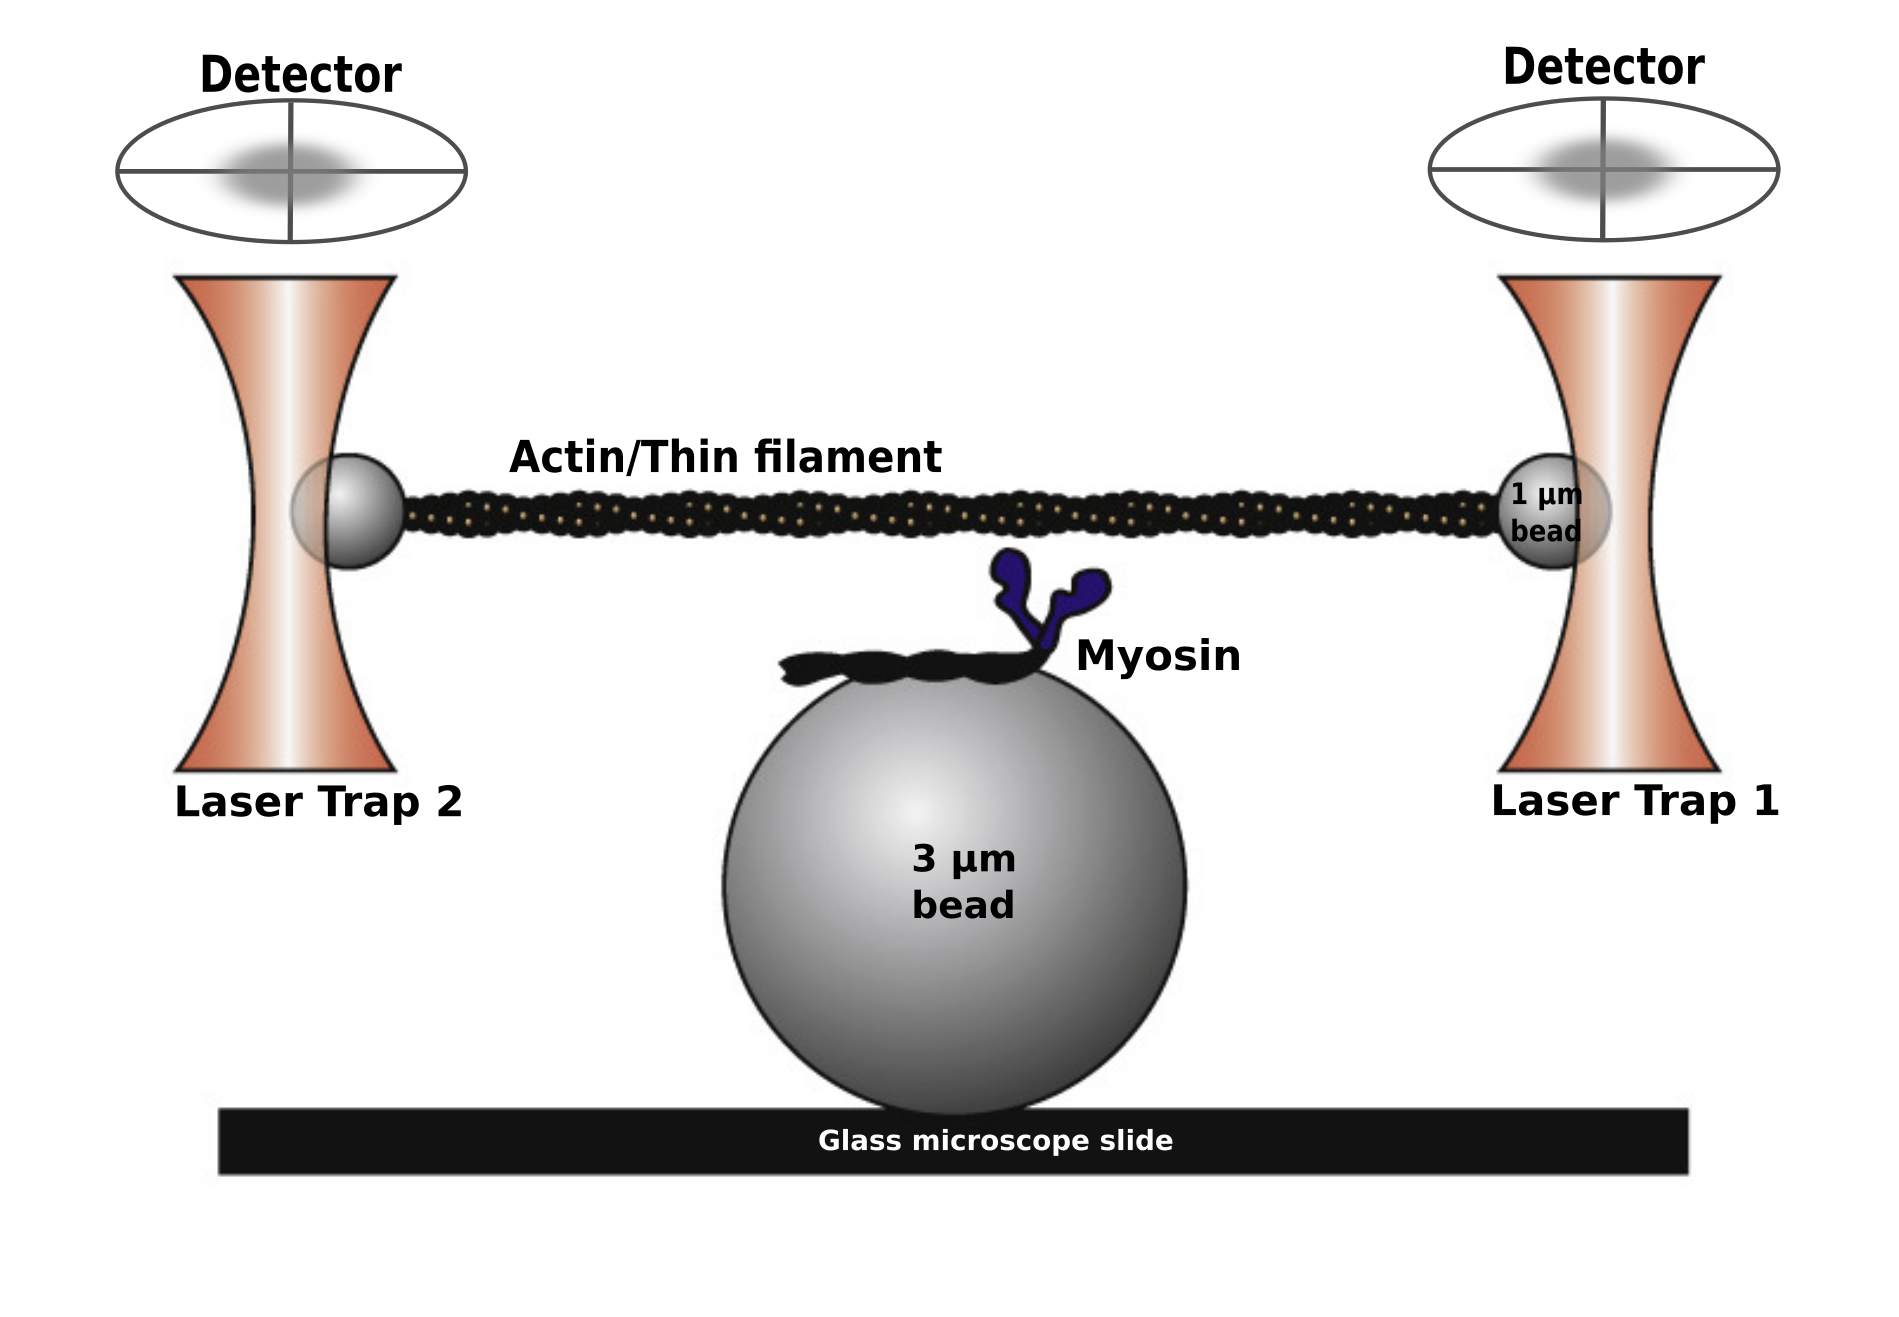 Detector
Detector
Actin/Thin filament
1 µm
bead
Myosin
Laser Trap 2
Laser Trap 1
3 µm
bead
Glass microscope slide